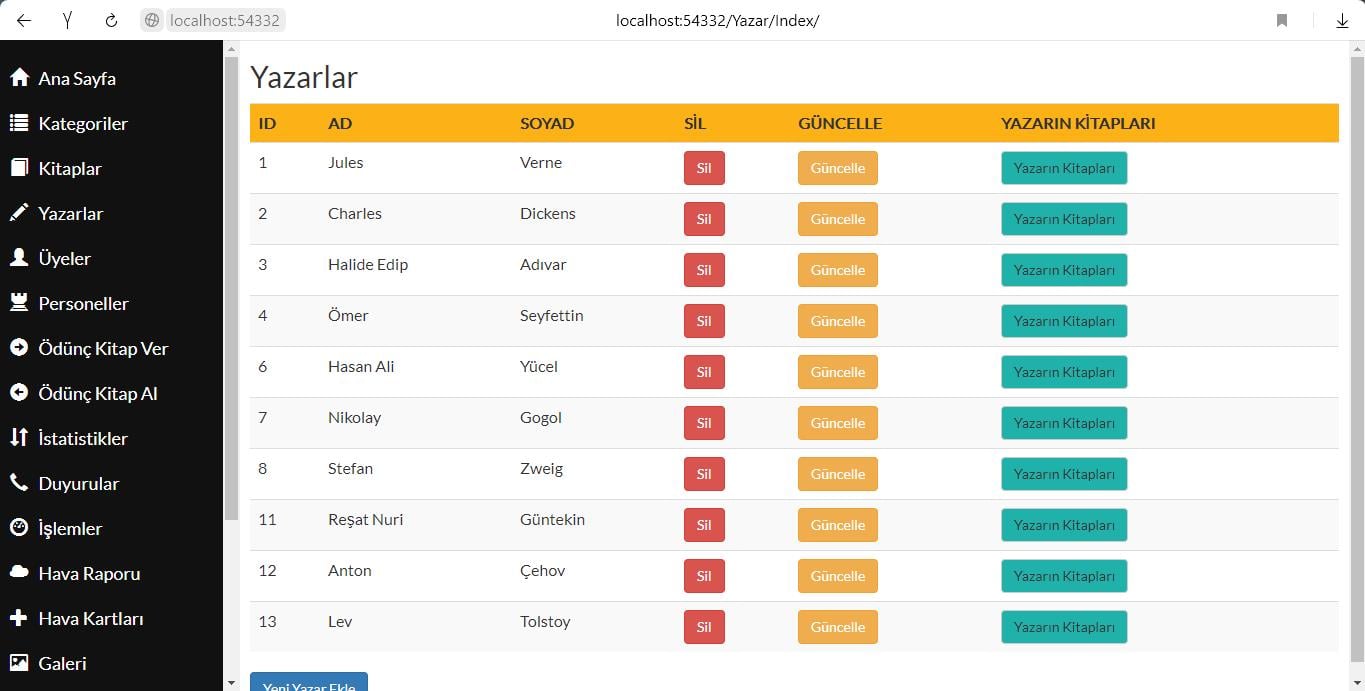 localhost:54332
localhost:54332/Yazar/Index/
Ana Sayfa
Kategoriler
Kitaplar
Yazarlar
Üyeler
Personeller
Ödünç Kitap Ver
Ödünç Kitap Al
İstatistikler
Duyurular
İşlemler
Hava Raporu
Hava Kartları
Galeri
Yazarlar
ID AD SOYAD SİL GÜNCELLE YAZARIN KİTAPLARI
1 Jules Verne Sil Güncelle Yazarın Kitapları
2 Charles Dickens Sil Güncelle Yazarın Kitapları
3 Halide Edip Adıvar Sil Güncelle Yazarın Kitapları
4 Ömer Seyfettin Sil Güncelle Yazarın Kitapları
6 Hasan Ali Yücel Sil Güncelle Yazarın Kitapları
7 Nikolay Gogol Sil Güncelle Yazarın Kitapları
8 Stefan Zweig Sil Güncelle Yazarın Kitapları
11 Reşat Nuri Güntekin Sil Güncelle Yazarın Kitapları
12 Anton Çehov Sil Güncelle Yazarın Kitapları
13 Lev Tolstoy Sil Güncelle Yazarın Kitapları
Yeni Yazar Ekle